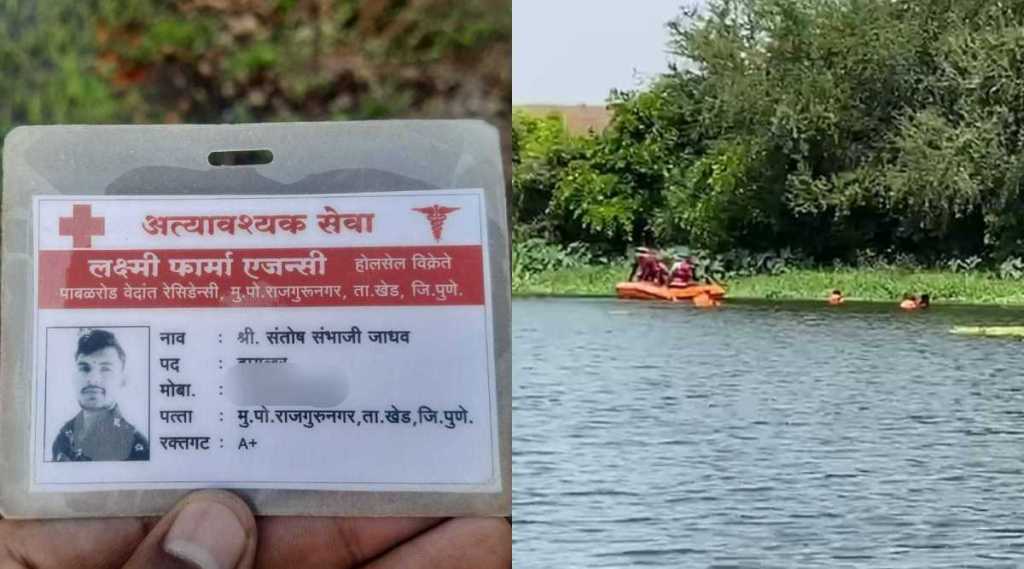 अत्यावश्यक सेवा
लक्ष्मी फार्मा एजन्सी होलसेल विक्रेते
पाबळरोड वेदांत रेसिडेन्सी, मु.पो.राजगुरूनगर, ता.खेड, जि.पुणे.
नाव : श्री. संतोष संभाजी जाधव
पद :
मोबा. :
पत्ता : मु.पो.राजगुरूनगर,ता.खेड,जि.पुणे.
रक्तगट : A+